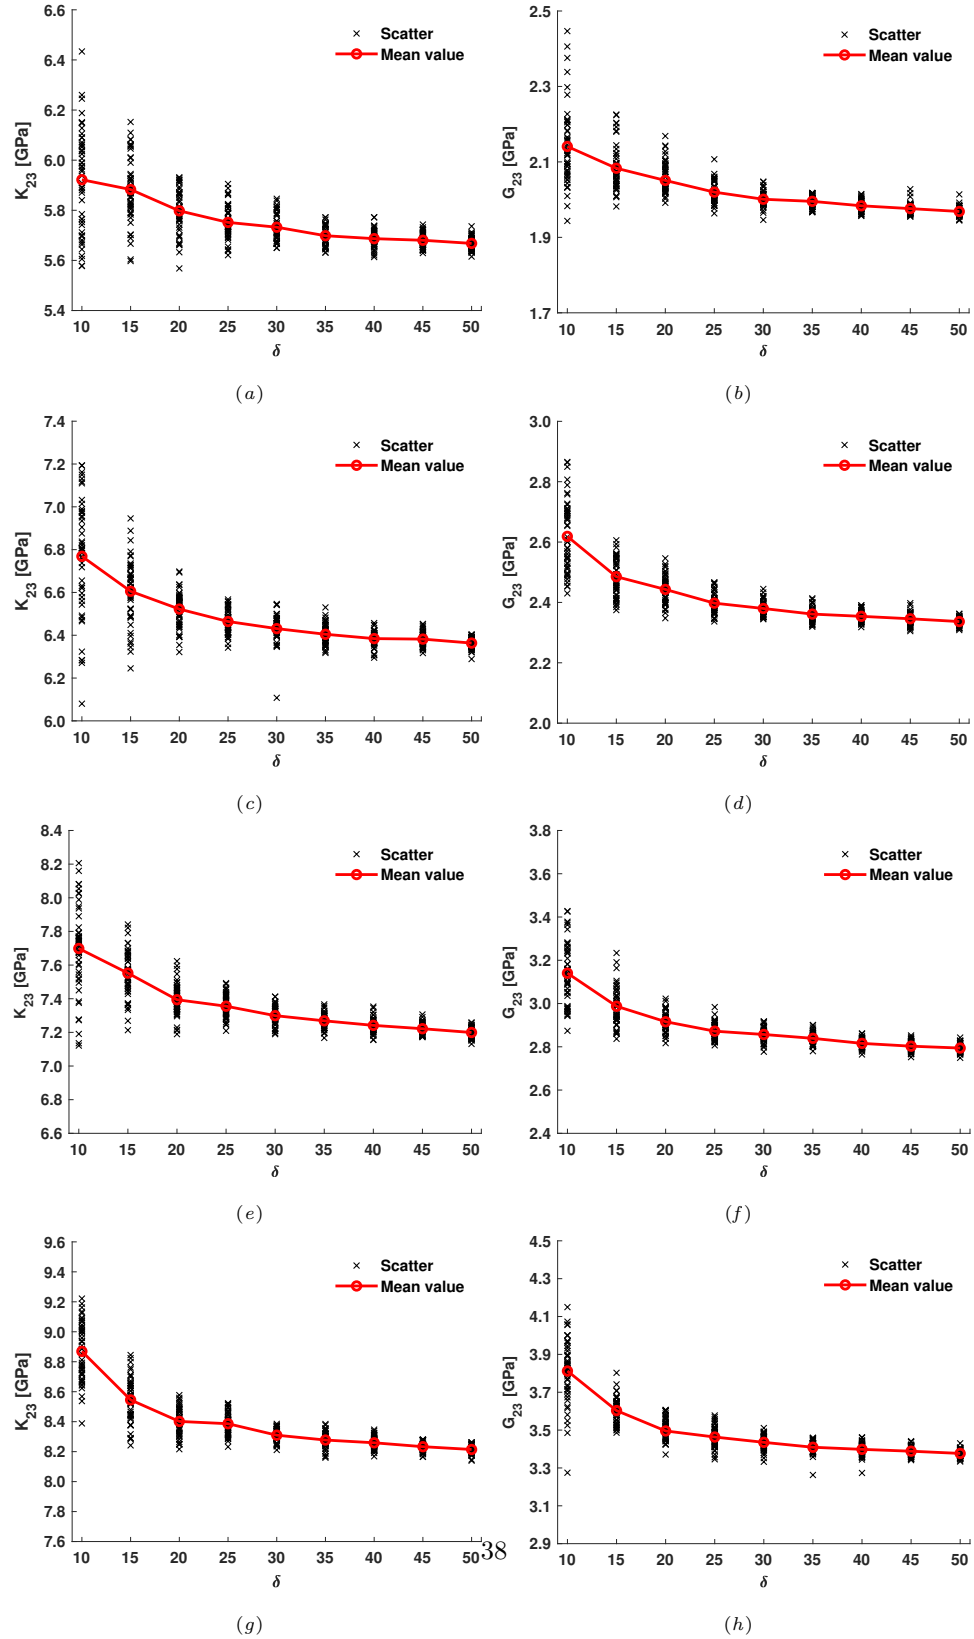 6.6
6.4
6.2
6.0
5.8
5.6
5.4
K23 [GPa]
Scatter
Mean value
10 15 20 25 30 35 40 45 50
δ
(a)
2.5
2.3
2.1
1.9
1.7
G23 [GPa]
Scatter
Mean value
10 15 20 25 30 35 40 45 50
δ
(b)
7.4
7.2
7.0
6.8
6.6
6.4
6.2
6.0
K23 [GPa]
Scatter
Mean value
10 15 20 25 30 35 40 45 50
δ
(c)
3.0
2.8
2.6
2.4
2.2
2.0
G23 [GPa]
Scatter
Mean value
10 15 20 25 30 35 40 45 50
δ
(d)
8.4
8.2
8.0
7.8
7.6
7.4
7.2
7.0
6.8
6.6
K23 [GPa]
Scatter
Mean value
10 15 20 25 30 35 40 45 50
δ
(e)
3.8
3.6
3.4
3.2
3.0
2.8
2.6
2.4
G23 [GPa]
Scatter
Mean value
10 15 20 25 30 35 40 45 50
δ
(f)
9.6
9.4
9.2
9.0
8.8
8.6
8.4
8.2
8.0
7.8
7.6
K23 [GPa]
Scatter
Mean value
10 15 20 25 30 35 40 45 50
δ
(g)
4.5
4.3
4.1
3.9
3.7
3.5
3.3
3.1
2.9
G23 [GPa]
Scatter
Mean value
10 15 20 25 30 35 40 45 50
δ
(h)
38